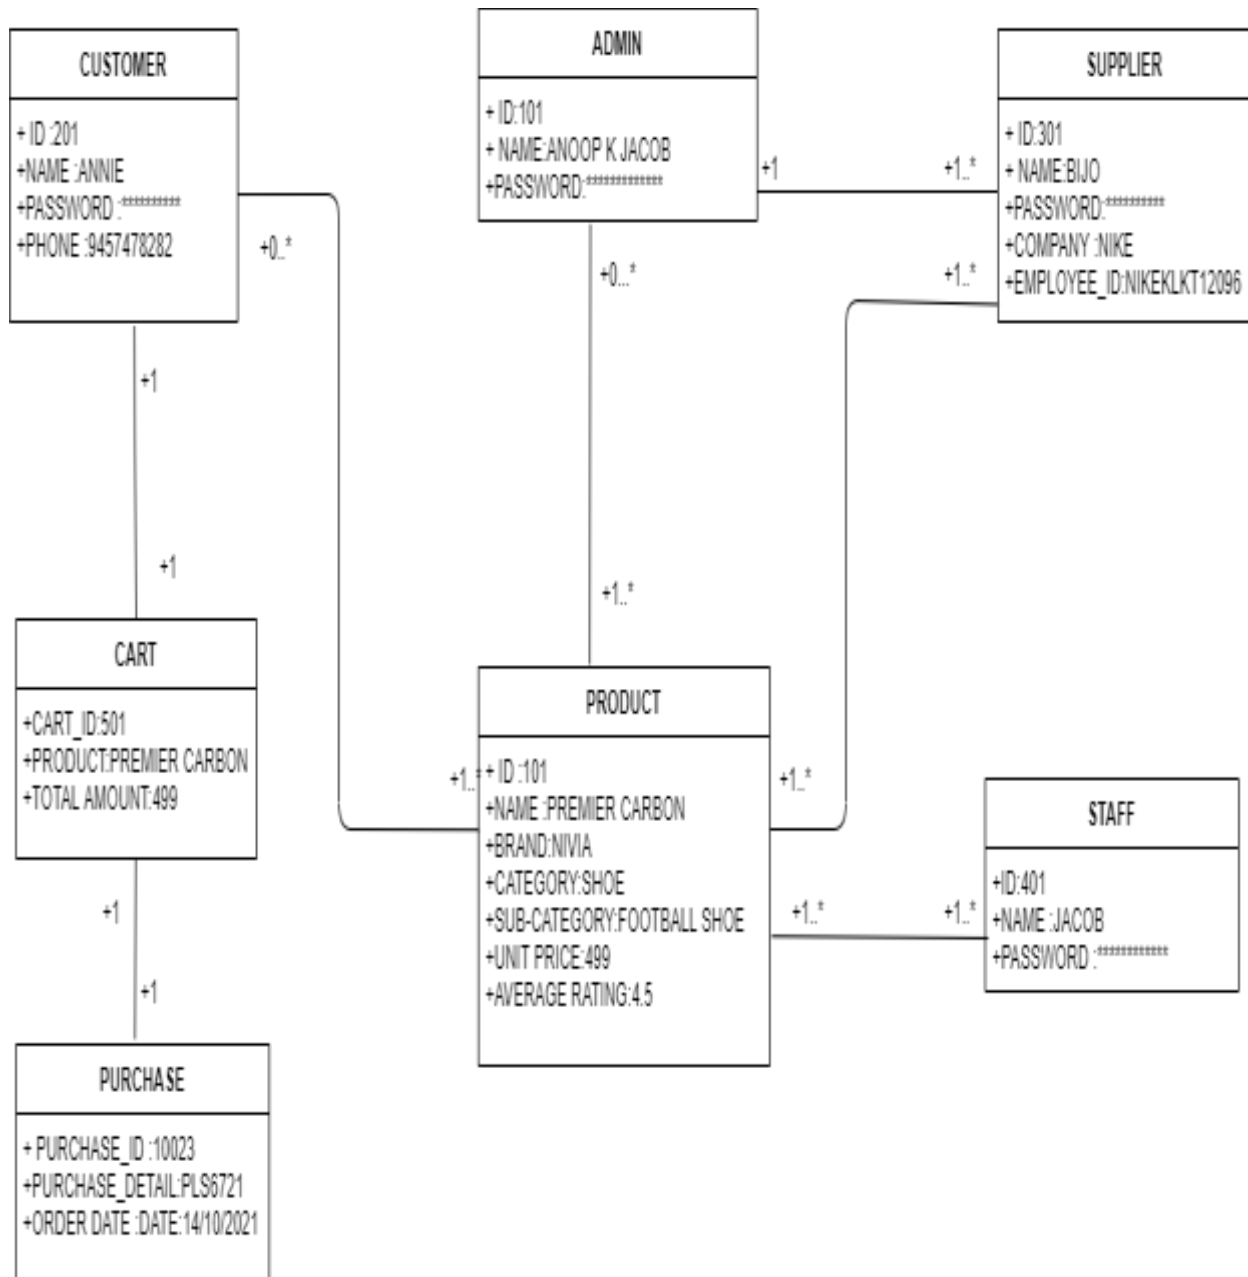 CUSTOMER
+ ID :201
+NAME :ANNIE
+PASSWORD :**********
+PHONE :9457478282
ADMIN
+ ID:101
+ NAME:ANOOP K JACOB
+PASSWORD:*************
SUPPLIER
+ ID:301
+ NAME:BIJO
+PASSWORD:**********
+COMPANY :NIKE
+EMPLOYEE_ID:NIKEKLKT12096
+1
+1..*
+0..*
+0...*
+1..*
+1
+1
+1..*
CART
+CART_ID:501
+PRODUCT:PREMIER CARBON
+TOTAL AMOUNT:499
PRODUCT
+ ID :101
+NAME :PREMIER CARBON
+BRAND:NIVIA
+CATEGORY:SHOE
+SUB-CATEGORY:FOOTBALL SHOE
+UNIT PRICE:499
+AVERAGE RATING:4.5
+1..*
+1..*
+1..*
+1..*
STAFF
+ID:401
+NAME :JACOB
+PASSWORD :************
+1
+1
PURCHASE
+ PURCHASE_ID :10023
+PURCHASE_DETAIL:PLS6721
+ORDER DATE :DATE:14/10/2021